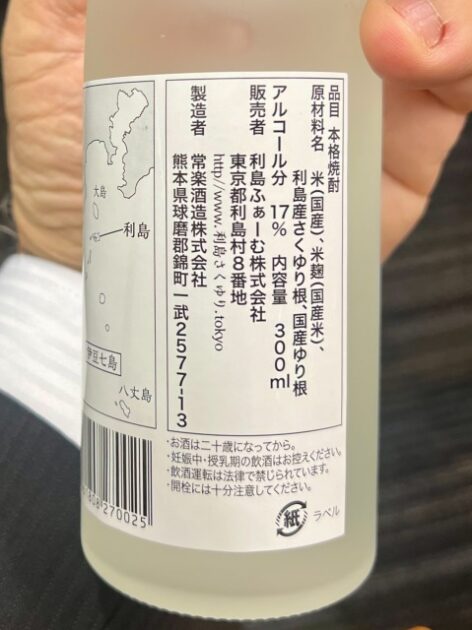 品目 本格焼酎
原材料名 米(国産)、米麹(国産米)、
利島産さくゆり根、国産ゆり根
アルコール分 17% 内容量 300ml
販売者 利島ふぁーむ株式会社
東京都利島村8番地
http//www.利島さくゆり.tokyo
製造者 常楽酒造株式会社
熊本県球磨郡錦町一武2577-13
・お酒は二十歳になってから。
・妊娠中・授乳期の飲酒はお控えください。
・飲酒運転は法律で禁じられています。
・開栓には十分注意してください。
紙 ラベル
大島
利島
伊豆七島
八丈島
808270025